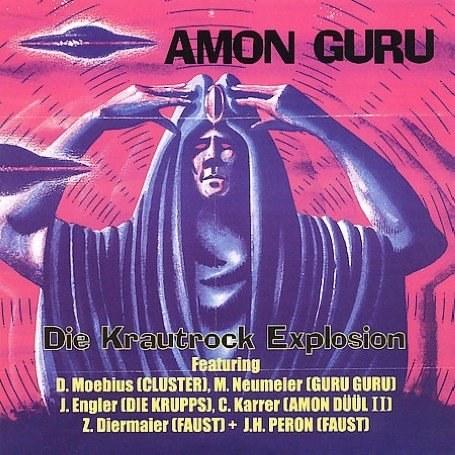 AMON GURU
Die Krautrock Explosion
Featuring
D. Moebius (CLUSTER), M. Neumeier (GURU GURU)
J. Engler (DIE KRUPPS), C. Karrer (AMON DÜÜL II)
Z. Diermaier (FAUST) + J.H. PERON (FAUST)